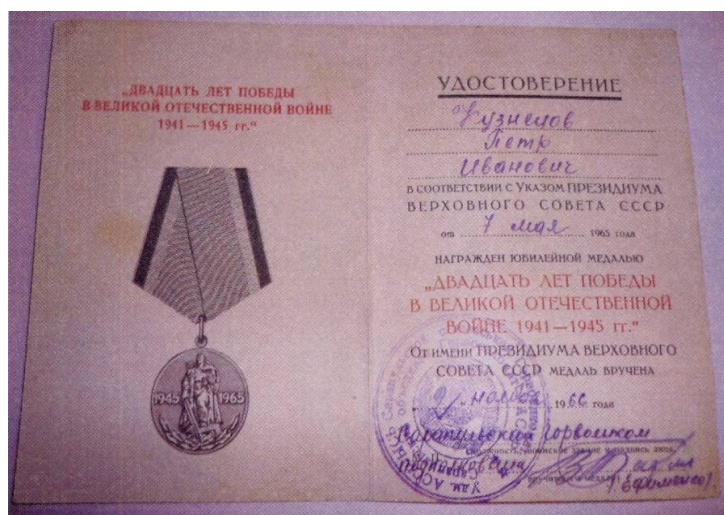 „ДВАДЦАТЬ ЛЕТ ПОБЕДЫ
В ВЕЛИКОЙ ОТЕЧЕСТВЕННОЙ ВОЙНЕ
1941—1945 гг.“
1945 1965
УДОСТОВЕРЕНИЕ
Кузнецов
Петр
Иванович
В СООТВЕТСТВИИ С УКАЗОМ ПРЕЗИДИУМА
ВЕРХОВНОГО СОВЕТА СССР
от 7 мая 1965 года
НАГРАЖДЕН ЮБИЛЕЙНОЙ МЕДАЛЬЮ
„ДВАДЦАТЬ ЛЕТ ПОБЕДЫ
В ВЕЛИКОЙ ОТЕЧЕСТВЕННОЙ
ВОЙНЕ 1941—1945 гг.“
ОТ ИМЕНИ ПРЕЗИДИУМА ВЕРХОВНОГО
СОВЕТА СССР МЕДАЛЬ ВРУЧЕНА
1966 года
Сарапульским горвоенком